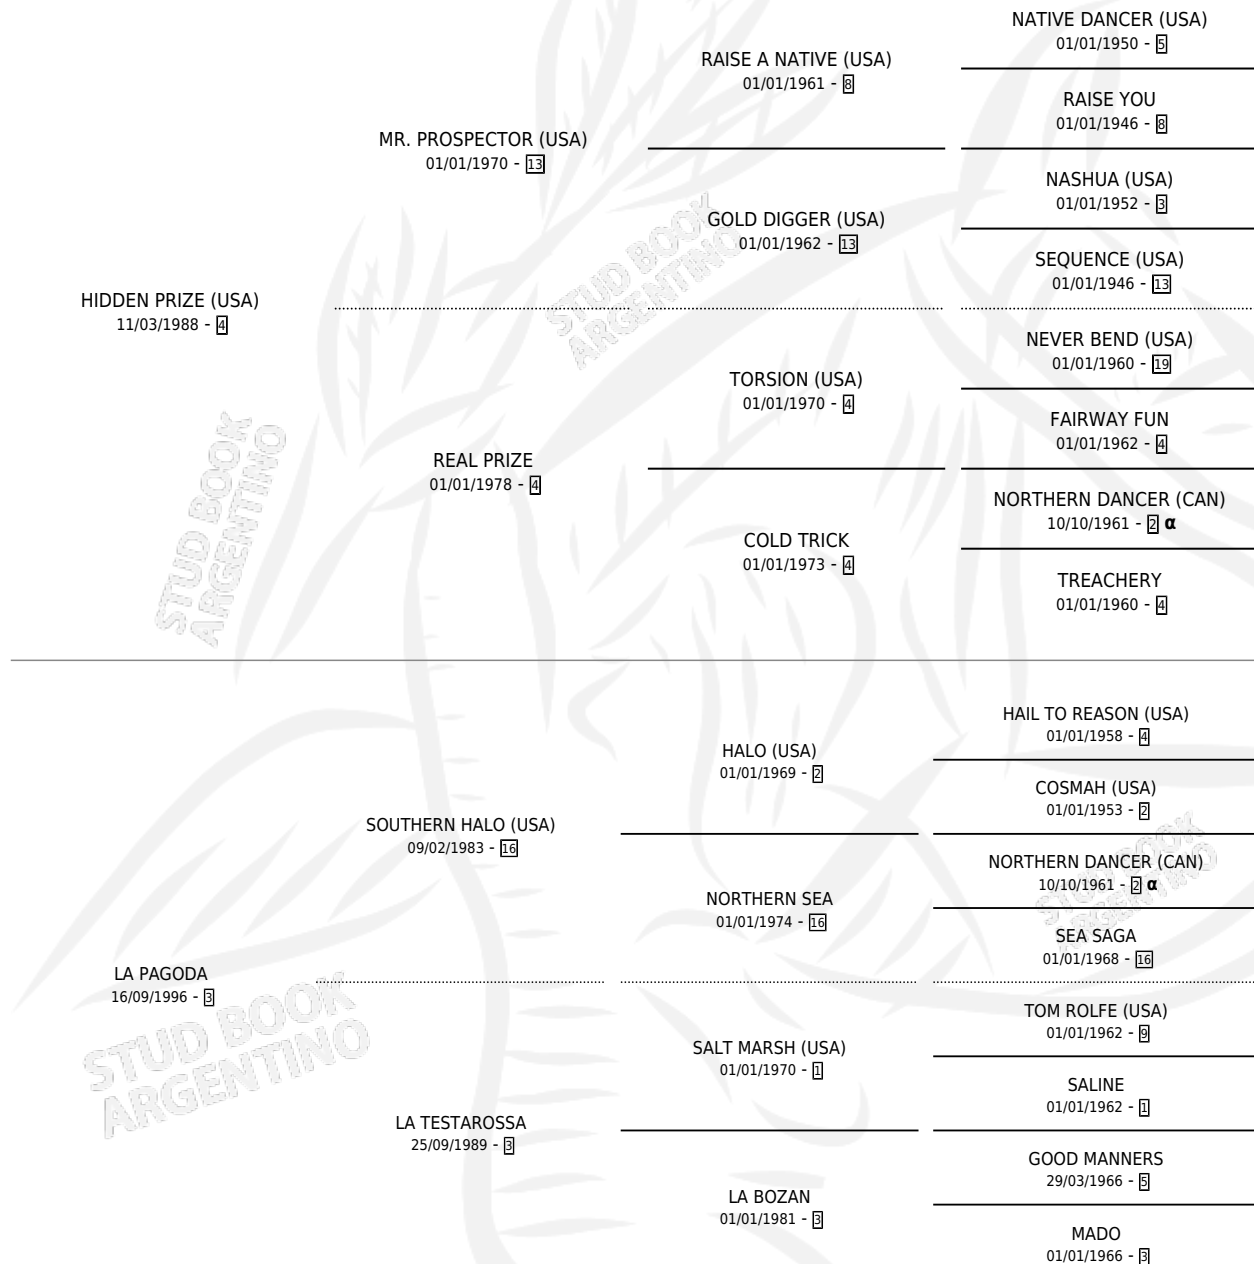 NATIVE DANCER (USA)
01/01/1950 - 5
RAISE A NATIVE (USA)
01/01/1961 - 8
RAISE YOU
01/01/1946 - 8
MR. PROSPECTOR (USA)
01/01/1970 - 13
NASHUA (USA)
01/01/1952 - 3
GOLD DIGGER (USA)
01/01/1962 - 13
SEQUENCE (USA)
01/01/1946 - 13
HIDDEN PRIZE (USA)
11/03/1988 - 4
NEVER BEND (USA)
01/01/1960 - 19
TORSION (USA)
01/01/1970 - 4
FAIRWAY FUN
01/01/1962 - 4
REAL PRIZE
01/01/1978 - 4
NORTHERN DANCER (CAN)
10/10/1961 - 2 α
COLD TRICK
01/01/1973 - 4
TREACHERY
01/01/1960 - 4
HAIL TO REASON (USA)
01/01/1958 - 4
HALO (USA)
01/01/1969 - 2
COSMAH (USA)
01/01/1953 - 2
SOUTHERN HALO (USA)
09/02/1983 - 16
NORTHERN DANCER (CAN)
10/10/1961 - 2 α
NORTHERN SEA
01/01/1974 - 16
SEA SAGA
01/01/1968 - 16
LA PAGODA
16/09/1996 - 3
TOM ROLFE (USA)
01/01/1962 - 9
SALT MARSH (USA)
01/01/1970 - 1
SALINE
01/01/1962 - 1
LA TESTAROSSA
25/09/1989 - 3
GOOD MANNERS
29/03/1966 - 5
LA BOZAN
01/01/1981 - 3
MADO
01/01/1966 - 3
STUD BOOK
ARGENTINO
STUD BOOK
ARGENTINO
STUD BOOK
ARGENTINO
STUD BOOK
ARGENTINO